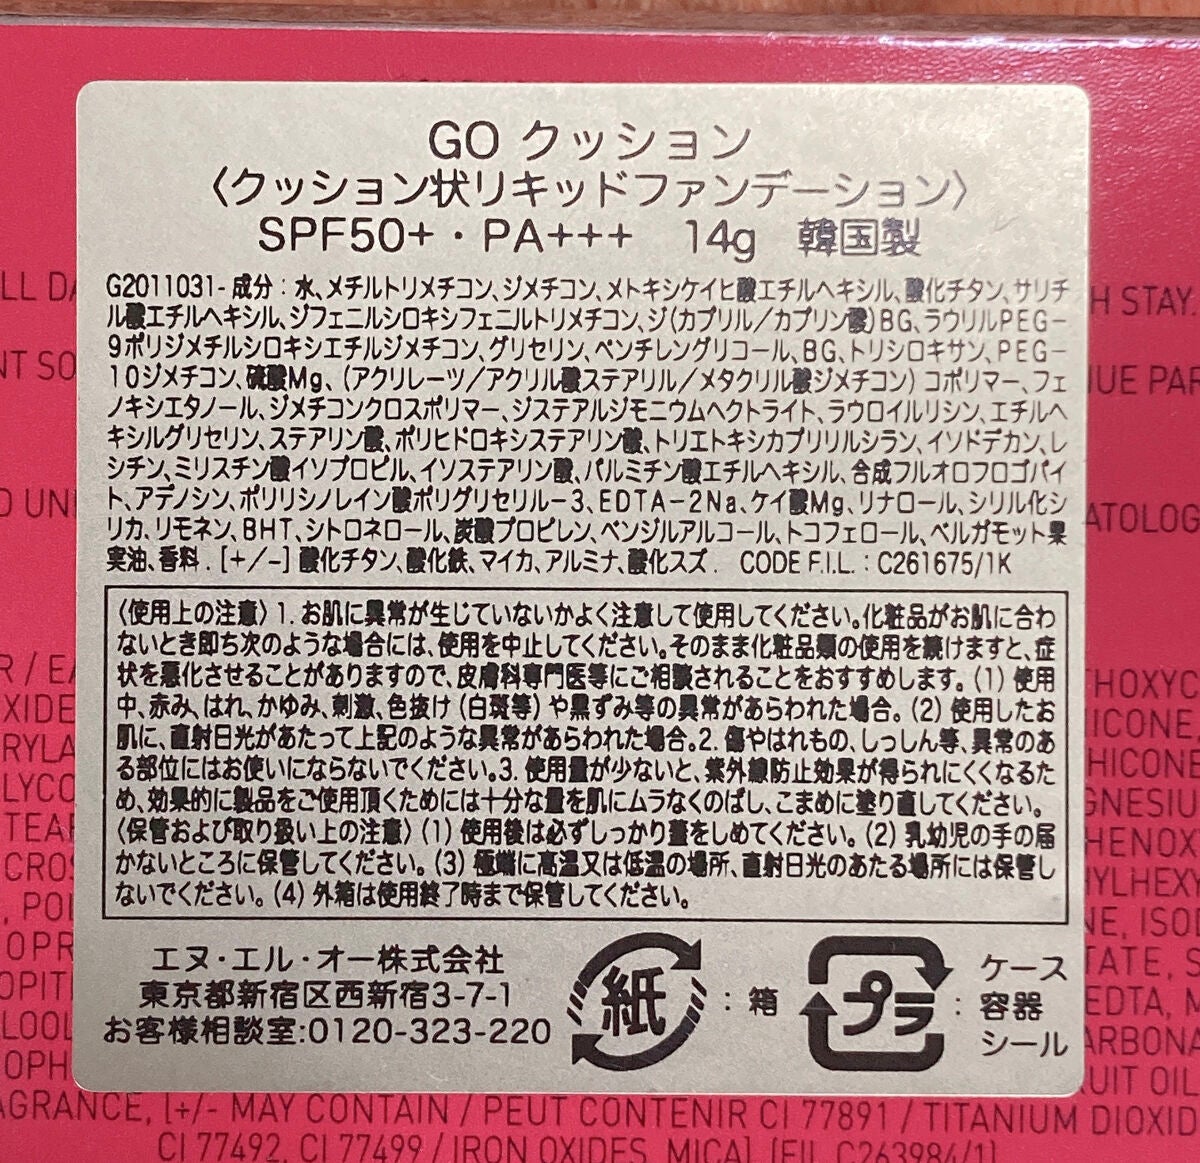 GO クッション
〈クッション状リキッドファンデーション〉
SPF50+・PA+++ 14g 韓国製
G2011031- 成分：水、メチルトリメチコン、ジメチコン、メトキシケイヒ酸エチルヘキシル、酸化チタン、サリチ
ル酸エチルヘキシル、ジフェニルシロキシフェニルトリメチコン、ジ(カプリル／カプリン酸)BG、ラウリルPEG－
9ポリジメチルシロキシエチルジメチコン、グリセリン、ペンチレングリコール、BG、トリシロキサン、PEG－
10ジメチコン、硫酸Mg、(アクリレーツ／アクリル酸ステアリル／メタクリル酸ジメチコン) コポリマー、フェ
ノキシエタノール、ジメチコンクロスポリマー、ジステアルジモニウムヘクトライト、ラウロイルリシン、エチルヘ
キシルグリセリン、ステアリン酸、ポリヒドロキシステアリン酸、トリエトキシカプリリルシラン、イソドデカン、レ
シチン、ミリスチン酸イソプロピル、イソステアリン酸、パルミチン酸エチルヘキシル、合成フルオロフロゴパイ
ト、アデノシン、ポリリシノレイン酸ポリグリセリル－3、EDTA－2Na、ケイ酸Mg、リナロール、シリル化シ
リカ、リモネン、BHT、シトロネロール、炭酸プロピレン、ベンジルアルコール、トコフェロール、ベルガモット果
実油、香料．[＋／－] 酸化チタン、酸化鉄、マイカ、アルミナ、酸化スズ． CODE F.I.L.：C261675/1K
〈使用上の注意〉1. お肌に異常が生じていないかよく注意して使用してください。化粧品がお肌に合わ
ないとき即ち次のような場合には、使用を中止してください。そのまま化粧品類の使用を続けますと、症
状を悪化させることがありますので、皮膚科専門医等にご相談されることをおすすめします。(1) 使用
中、赤み、はれ、かゆみ、刺激、色抜け (白斑等) や黒ずみ等の異常があらわれた場合。(2) 使用したお
肌に、直射日光があたって上記のような異常があらわれた場合。2. 傷やはれもの、しっしん等、異常のあ
る部位にはお使いにならないでください。3. 使用量が少ないと、紫外線防止効果が得られにくくなるた
め、効果的に製品をご使用頂くためには十分な量を肌にムラなくのばし、こまめに塗り直してください。
〈保管および取り扱い上の注意〉(1) 使用後は必ずしっかり蓋をしめてください。(2) 乳幼児の手の届
かないところに保管してください。(3) 極端に高温又は低温の場所、直射日光のあたる場所には保管し
ないでください。(4) 外箱は使用終了時まで保管してください。
エヌ・エル・オー株式会社
東京都新宿区西新宿3-7-1
お客様相談室:0120-323-220
紙：箱
プラ：ケース
容器
シール
LL DA
H STAY.
NT SO
UE PAR
D UN
ATOLOG
R / EA
THOXYC
XIDE
ICONE,
RYLA
HICONE
LYCO
GNESIU
TEAR
HENOX
CROS
YLHEXY
, POL
NE, ISO
OPR
TATE, S
OPIT
EDTA, M
LOOL
ARBONA
OPH
RUIT OIL
AGRANCE, [+/- MAY CONTAIN / PEUT CONTENIR CI 77891 / TITANIUM DIOXID
CI 77492, CI 77499 / IRON OXIDES, MICA] (FIL C263984/1)